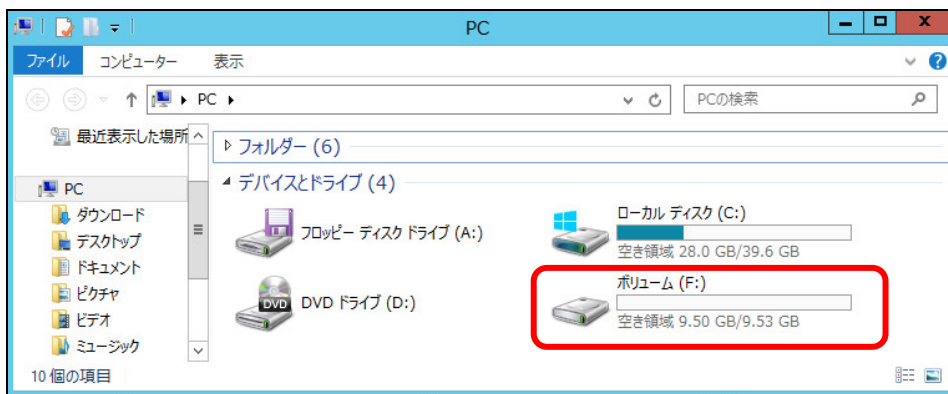 PC
ファイル コンピューター 表示
PC
PCの検索
最近表示した場所
PC
ダウンロード
デスクトップ
ドキュメント
ピクチャ
ビデオ
ミュージック
フォルダー (6)
デバイスとドライブ (4)
フロッピー ディスク ドライブ (A:)
ローカル ディスク (C:)
空き領域 28.0 GB/39.6 GB
DVD
DVD ドライブ (D:)
ボリューム (F:)
空き領域 9.50 GB/9.53 GB
10 個の項目